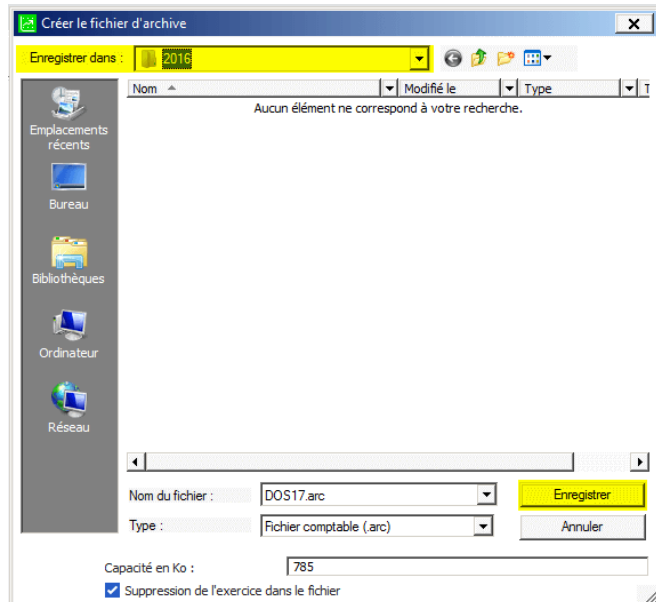 Créer le fichier d'archive
Enregistrer dans : 2016
Nom Modifié le Type T
Aucun élément ne correspond à votre recherche.
Emplacements
récents
Bureau
Bibliothèques
Ordinateur
Réseau
Nom du fichier : DOS17.arc Enregistrer
Type : Fichier comptable (.arc) Annuler
Capacité en Ko : 785
Suppression de l'exercice dans le fichier